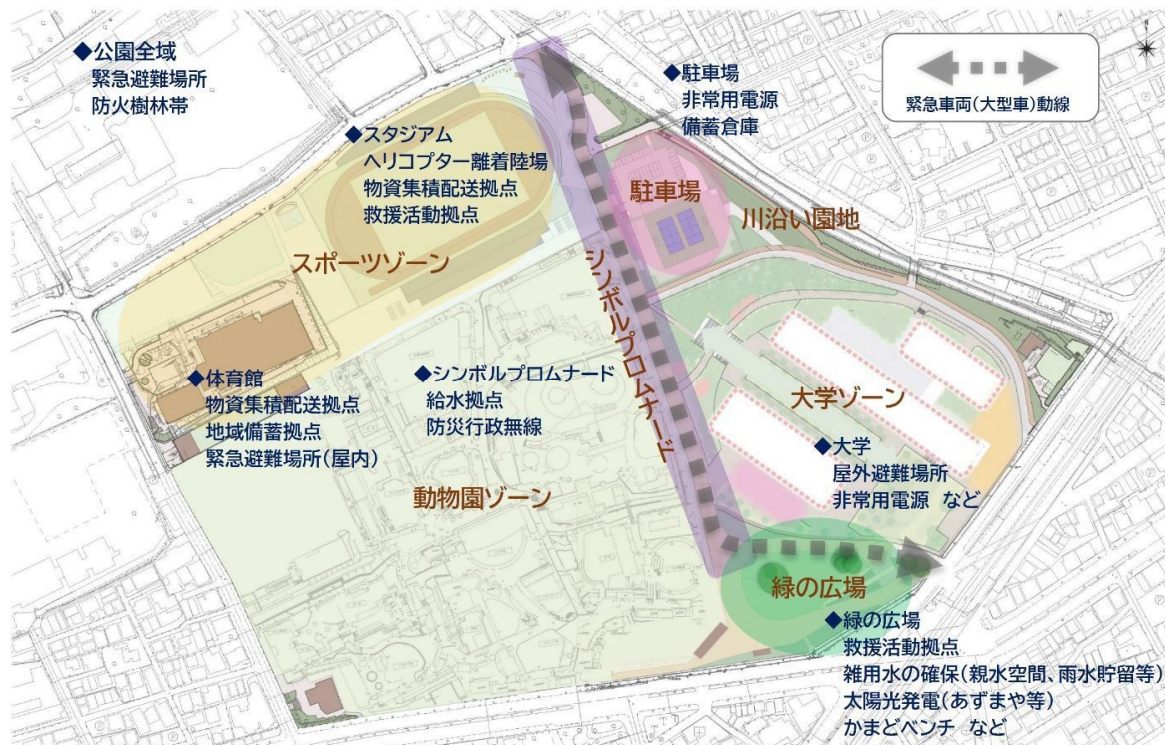 ◆公園全域
緊急避難場所
防火樹林帯
◆駐車場
非常用電源
備蓄倉庫
緊急車両(大型車)動線
◆スタジアム
ヘリコプター離着陸場
物資集積配送拠点
救援活動拠点
スポーツゾーン
駐車場
川沿い園地
シンボルプロムナード
◆体育館
物資集積配送拠点
地域備蓄拠点
緊急避難場所(屋内)
◆シンボルプロムナード
給水拠点
防災行政無線
動物園ゾーン
大学ゾーン
◆大学
屋外避難場所
非常用電源 など
緑の広場
◆緑の広場
救援活動拠点
雑用水の確保(親水空間、雨水貯留等)
太陽光発電(あずまや等)
かまどベンチ など